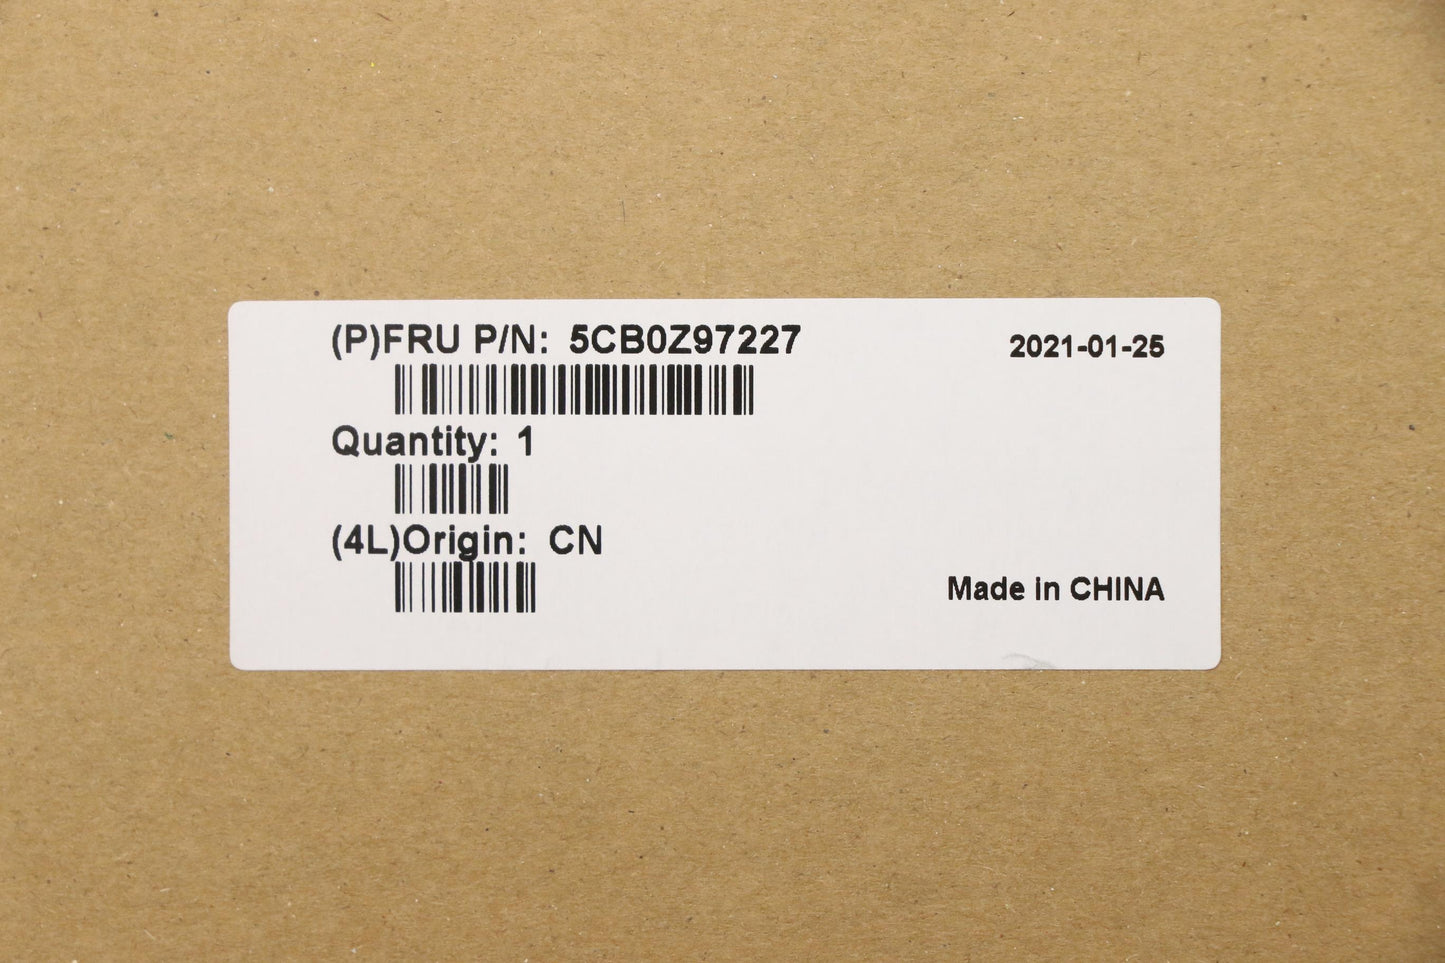 (P)FRU P/N: 5CB0Z97227
2021-01-25
Quantity: 1
(4L)Origin: CN
Made in CHINA